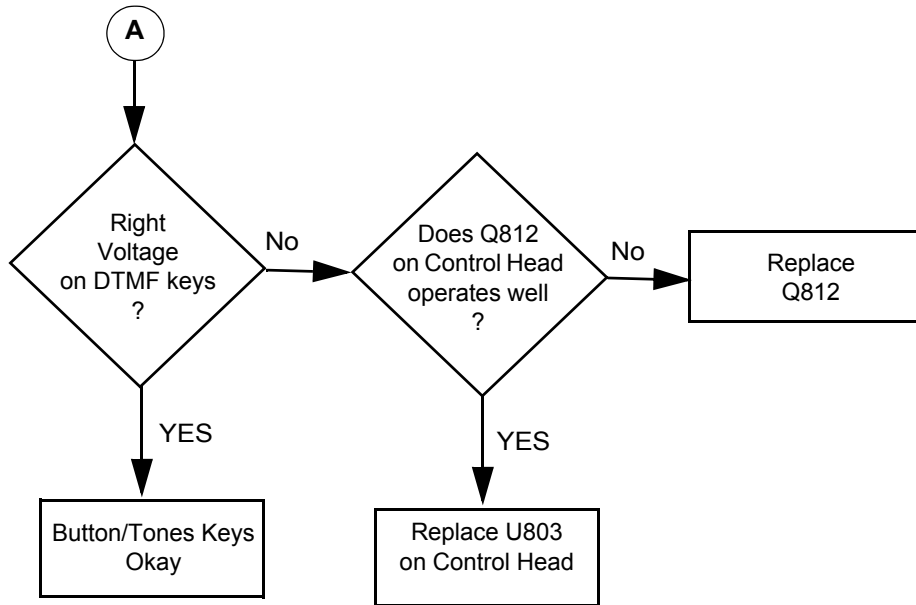 A
Right
Voltage
on DTMF keys
?
No
Does Q812
on Control Head
operates well
?
No
Replace
Q812
YES
YES
Button/Tones Keys
Okay
Replace U803
on Control Head